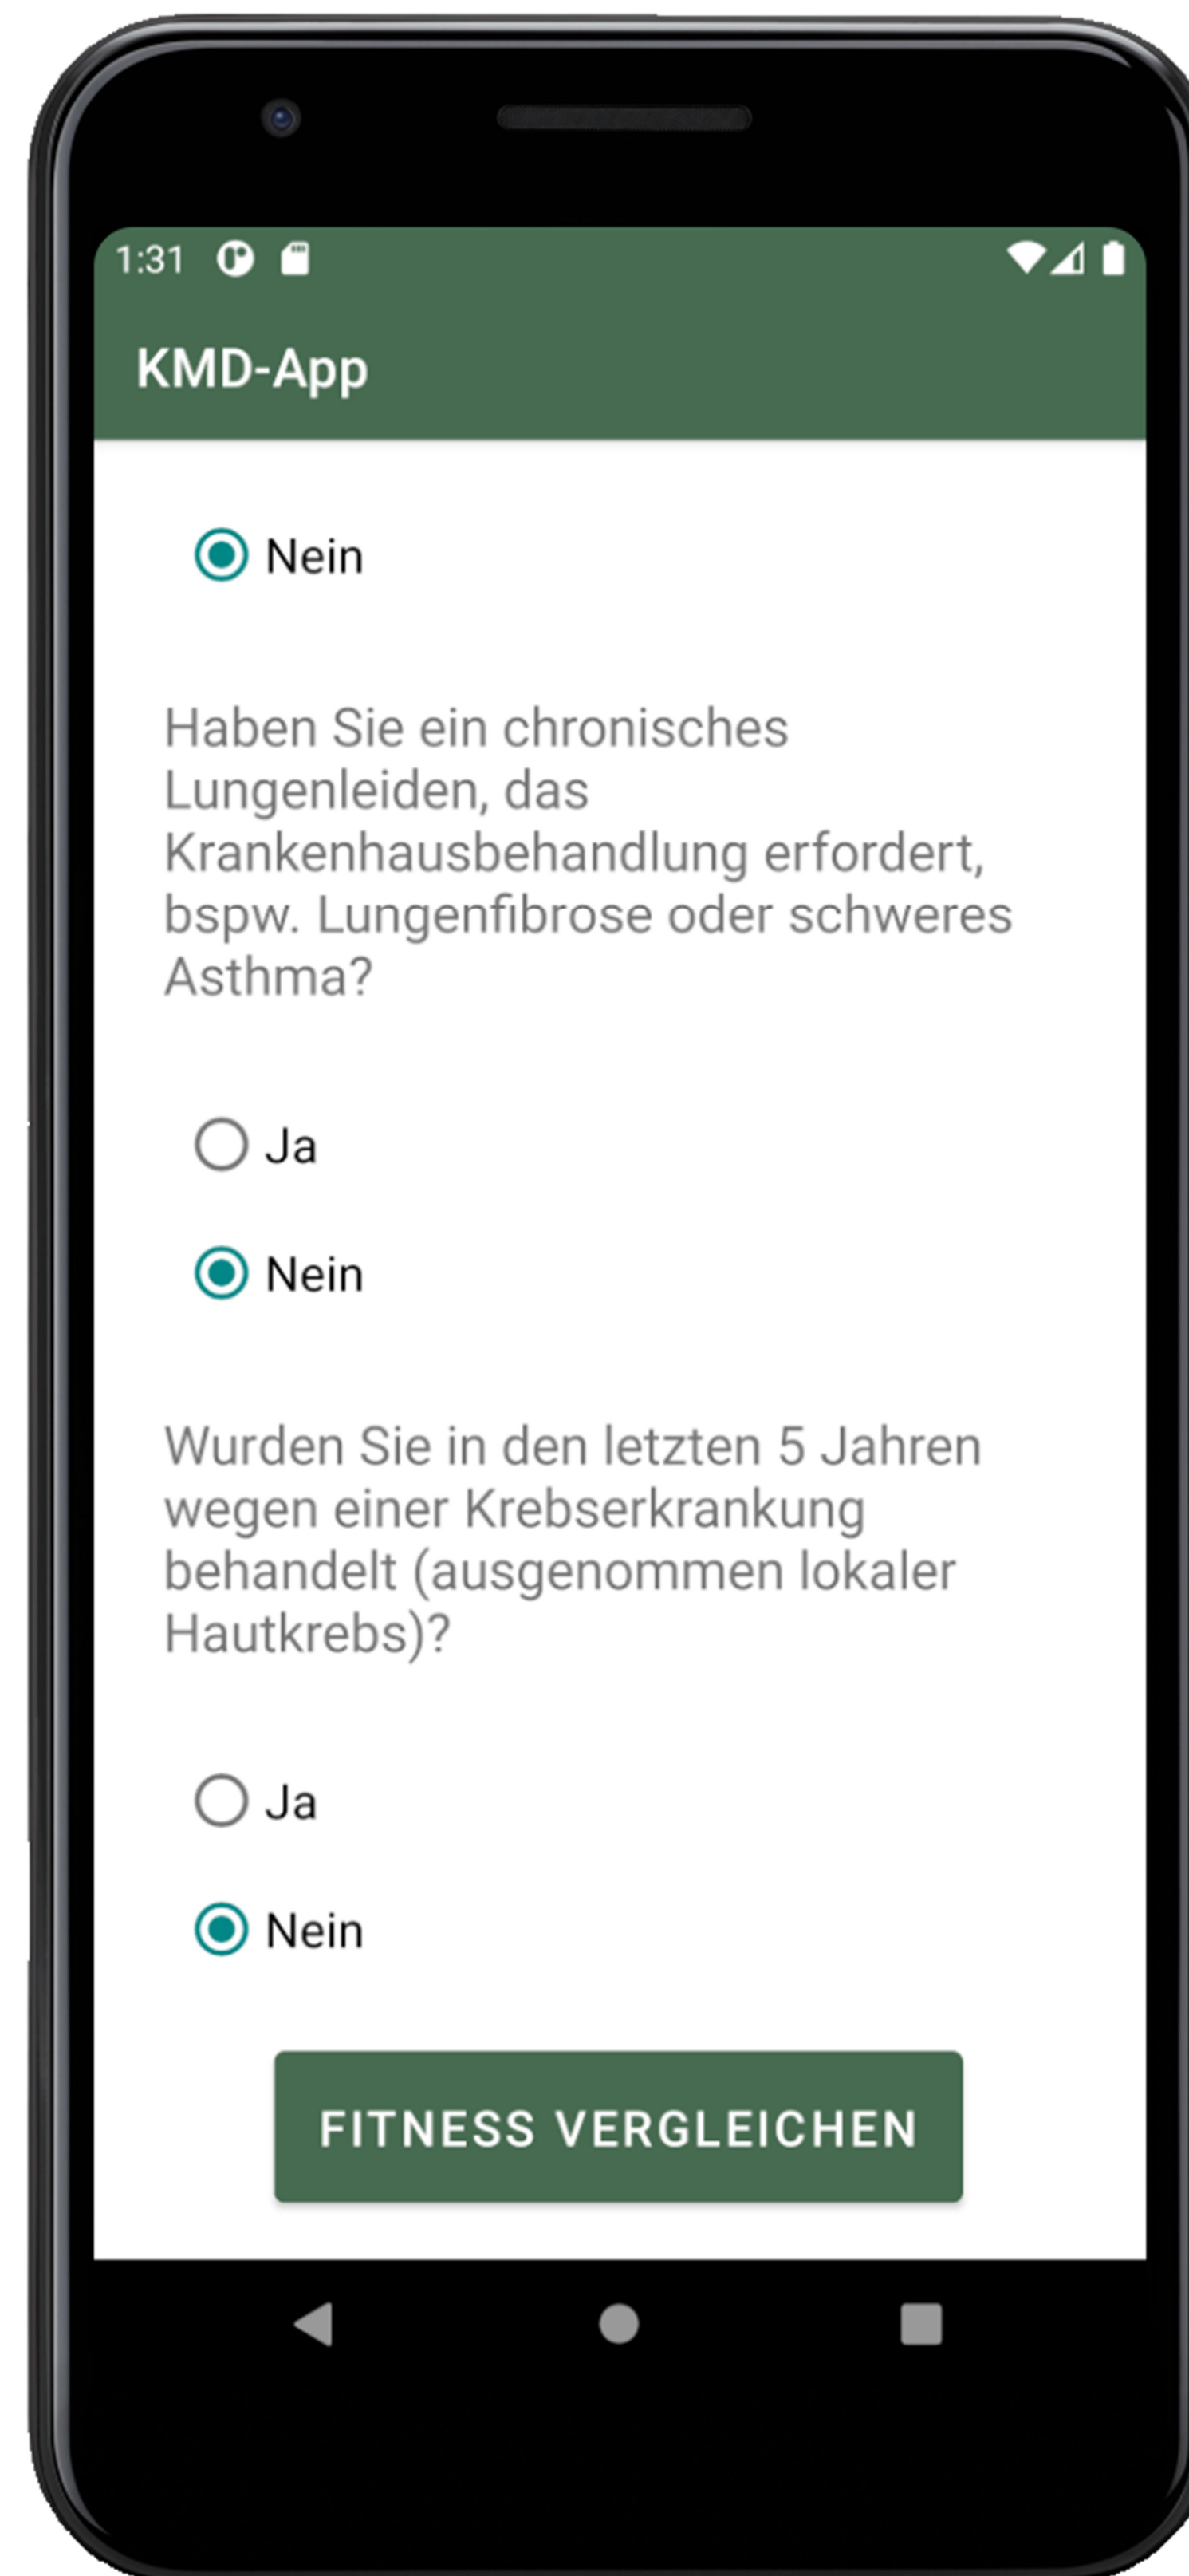 1:31
KMD-App
Nein
Haben Sie ein chronisches
Lungenleiden, das
Krankenhausbehandlung erfordert,
bspw. Lungenfibrose oder schweres
Asthma?
Ja
Nein
Wurden Sie in den letzten 5 Jahren
wegen einer Krebserkrankung
behandelt (ausgenommen lokaler
Hautkrebs)?
Ja
Nein
FITNESS VERGLEICHEN